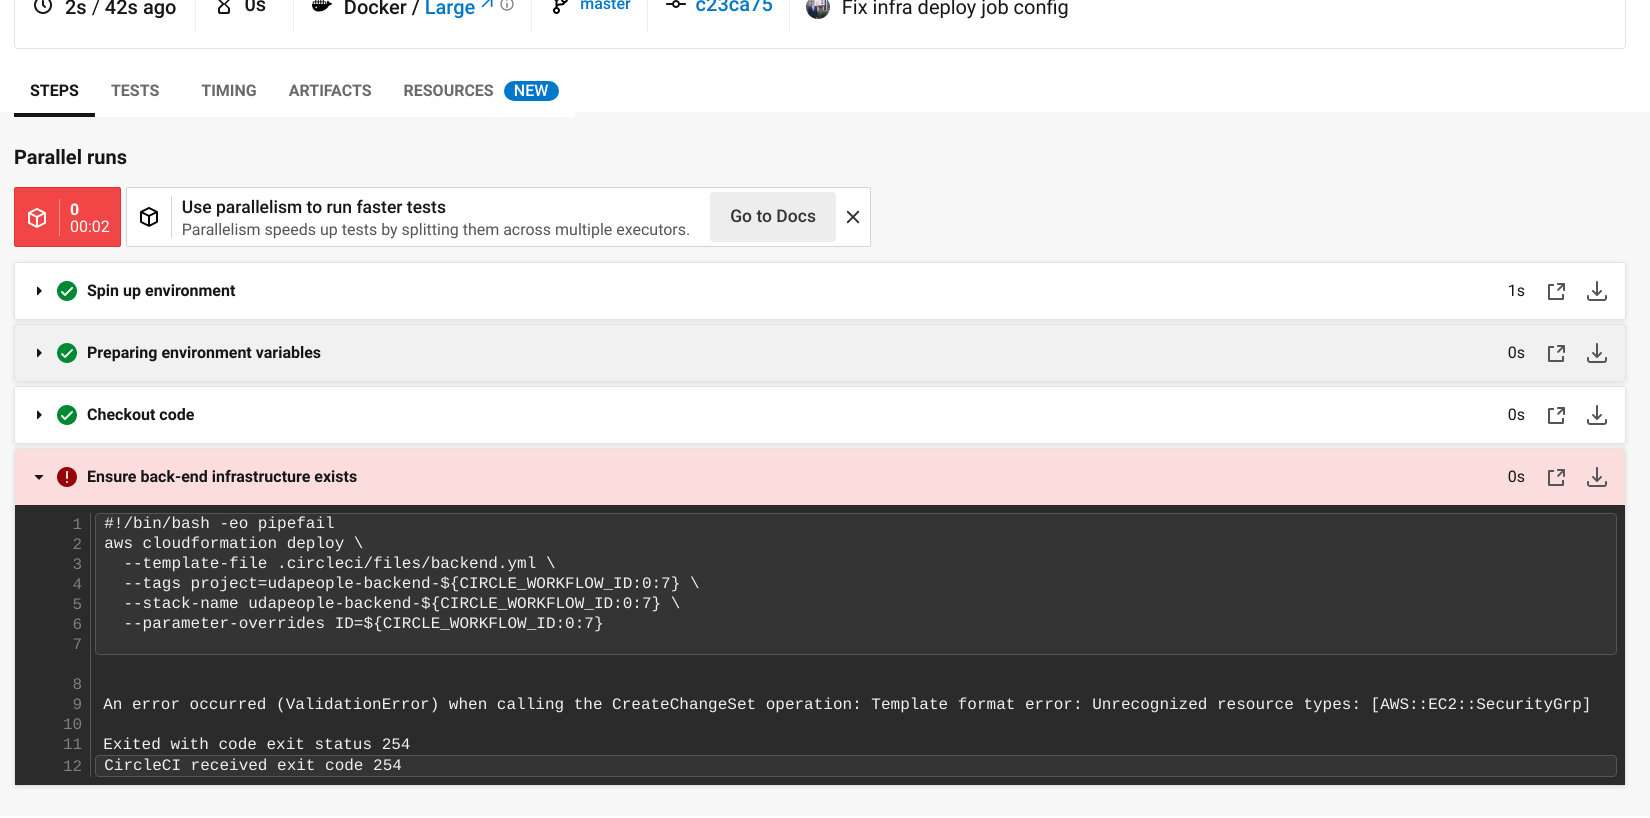 2s / 42s ago
0s
Docker / Large
master
c23ca75
Fix infra deploy job config
STEPS
TESTS
TIMING
ARTIFACTS
RESOURCES
NEW
Parallel runs
0
00:02
Use parallelism to run faster tests
Parallelism speeds up tests by splitting them across multiple executors.
Go to Docs
Spin up environment
1s
Preparing environment variables
0s
Checkout code
0s
Ensure back-end infrastructure exists
0s
1 #!/bin/bash -eo pipefail
2 aws cloudformation deploy \
3   --template-file .circleci/files/backend.yml \
4   --tags project=udapeople-backend-${CIRCLE_WORKFLOW_ID:0:7} \
5   --stack-name udapeople-backend-${CIRCLE_WORKFLOW_ID:0:7} \
6   --parameter-overrides ID=${CIRCLE_WORKFLOW_ID:0:7}
7
8
9 An error occurred (ValidationError) when calling the CreateChangeSet operation: Template format error: Unrecognized resource types: [AWS::EC2::SecurityGrp]
10
11 Exited with code exit status 254
12 CircleCI received exit code 254